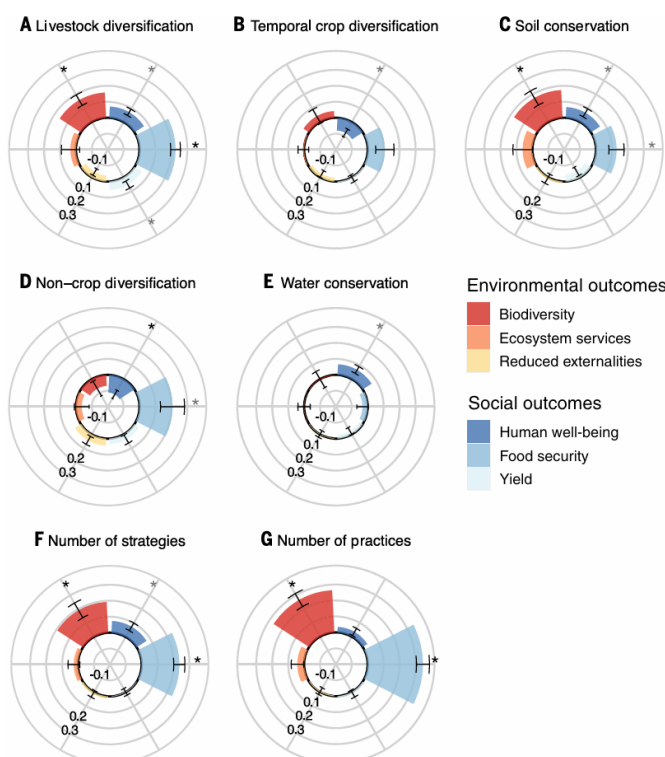 A Livestock diversification
B Temporal crop diversification
C Soil conservation
* * * * * * * *
-0.1 -0.1 -0.1
0.1 0.1
0.2 0.2 0.2
0.3 0.3 0.3
D Non–crop diversification
E Water conservation
* * *
-0.1 -0.1
0.1
0.2 0.2
0.3 0.3
Environmental outcomes
Biodiversity
Ecosystem services
Reduced externalities
Social outcomes
Human well-being
Food security
Yield
F Number of strategies
G Number of practices
* * * * *
-0.1 -0.1
0.1
0.2 0.2
0.3 0.3